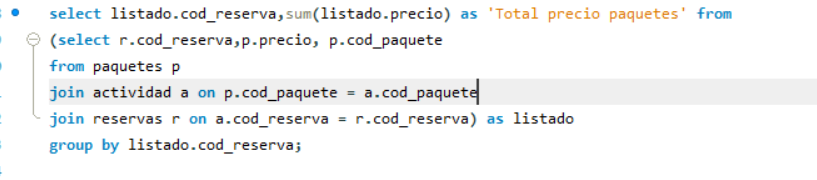 select listado.cod_reserva,sum(listado.precio) as 'Total precio paquetes' from
(select r.cod_reserva,p.precio, p.cod_paquete
from paquetes p
join actividad a on p.cod_paquete = a.cod_paquete
join reservas r on a.cod_reserva = r.cod_reserva) as listado
group by listado.cod_reserva;